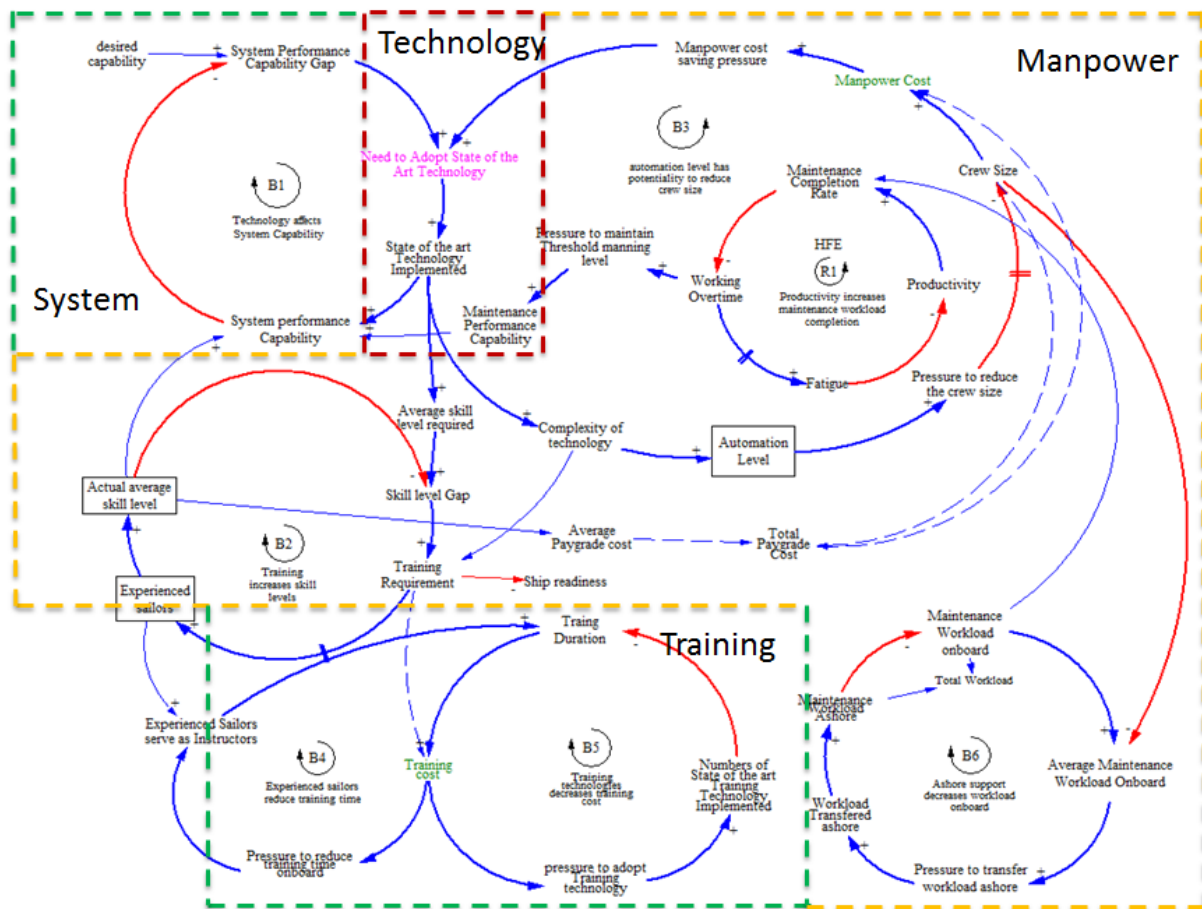 Technology
Manpower
System
Training
desired
capability
+
System Performance
Capability Gap
-
B1
Technology affects
System Capability
+
+
Need to Adopt State of the
Art Technology
+
State of the art
Technology
Implemented
+
System performance
Capability
+
+
Manpower cost
saving pressure
+
Manpower Cost
+
B3
automation level has
potentiality to reduce
crew size
Crew Size
-
Maintenance
Completion
Rate
+
Pressure to maintain
Threshold manning
level
+
-
Working
Overtime
HFE
R1
Productivity increases
maintenance workload
completion
Productivity
-
+
Maintenance
Performance
Capability
+
Fatigue
Pressure to reduce
the crew size
+
+
Average skill
level required
+
Complexity of
technology
+
Automation
Level
-
+
Skill level Gap
Actual average
skill level
+
B2
Training
increases skill
levels
Average
Paygrade cost
Total
Paygrade
Cost
+
Training
Requirement
-
Ship readiness
Experienced
sailors
+
+
Traing
Duration
-
Maintenance
Workload
onboard
-
Total Workload
Maintenance
Workload
Ashore
+
+
Experienced Sailors
serve as Instructors
+
B4
Experienced sailors
reduce training time
+
Training
cost
B5
Training
technologies
decreases training
cost
Numbers of
State of the art
Training
Technology
Implemented
+
+
-
Average Maintenance
Workload Onboard
B6
Ashore support
decreases workload
onboard
Workload
Transfered
ashore
+
Pressure to reduce
training time
onboard
pressure to adopt
Training
technology
Pressure to transfer
workload ashore
+